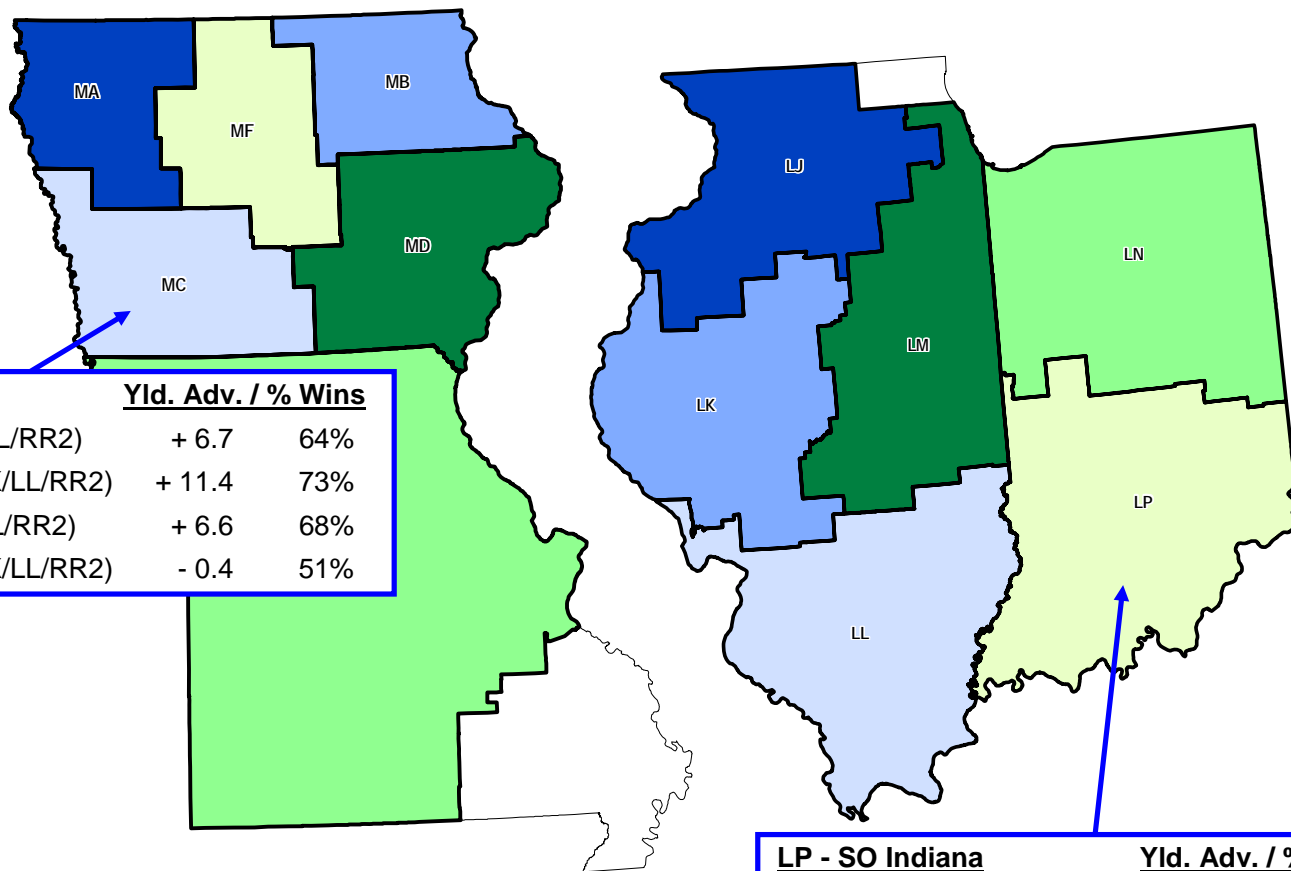 MA
MF
MB
MC
MD
LJ
LN
LK
LM
LP
LL
Yld. Adv. / % Wins
L/RR2) + 6.7 64%
/LL/RR2) + 11.4 73%
L/RR2) + 6.6 68%
/LL/RR2) - 0.4 51%
LP - SO Indiana Yld. Adv. / %